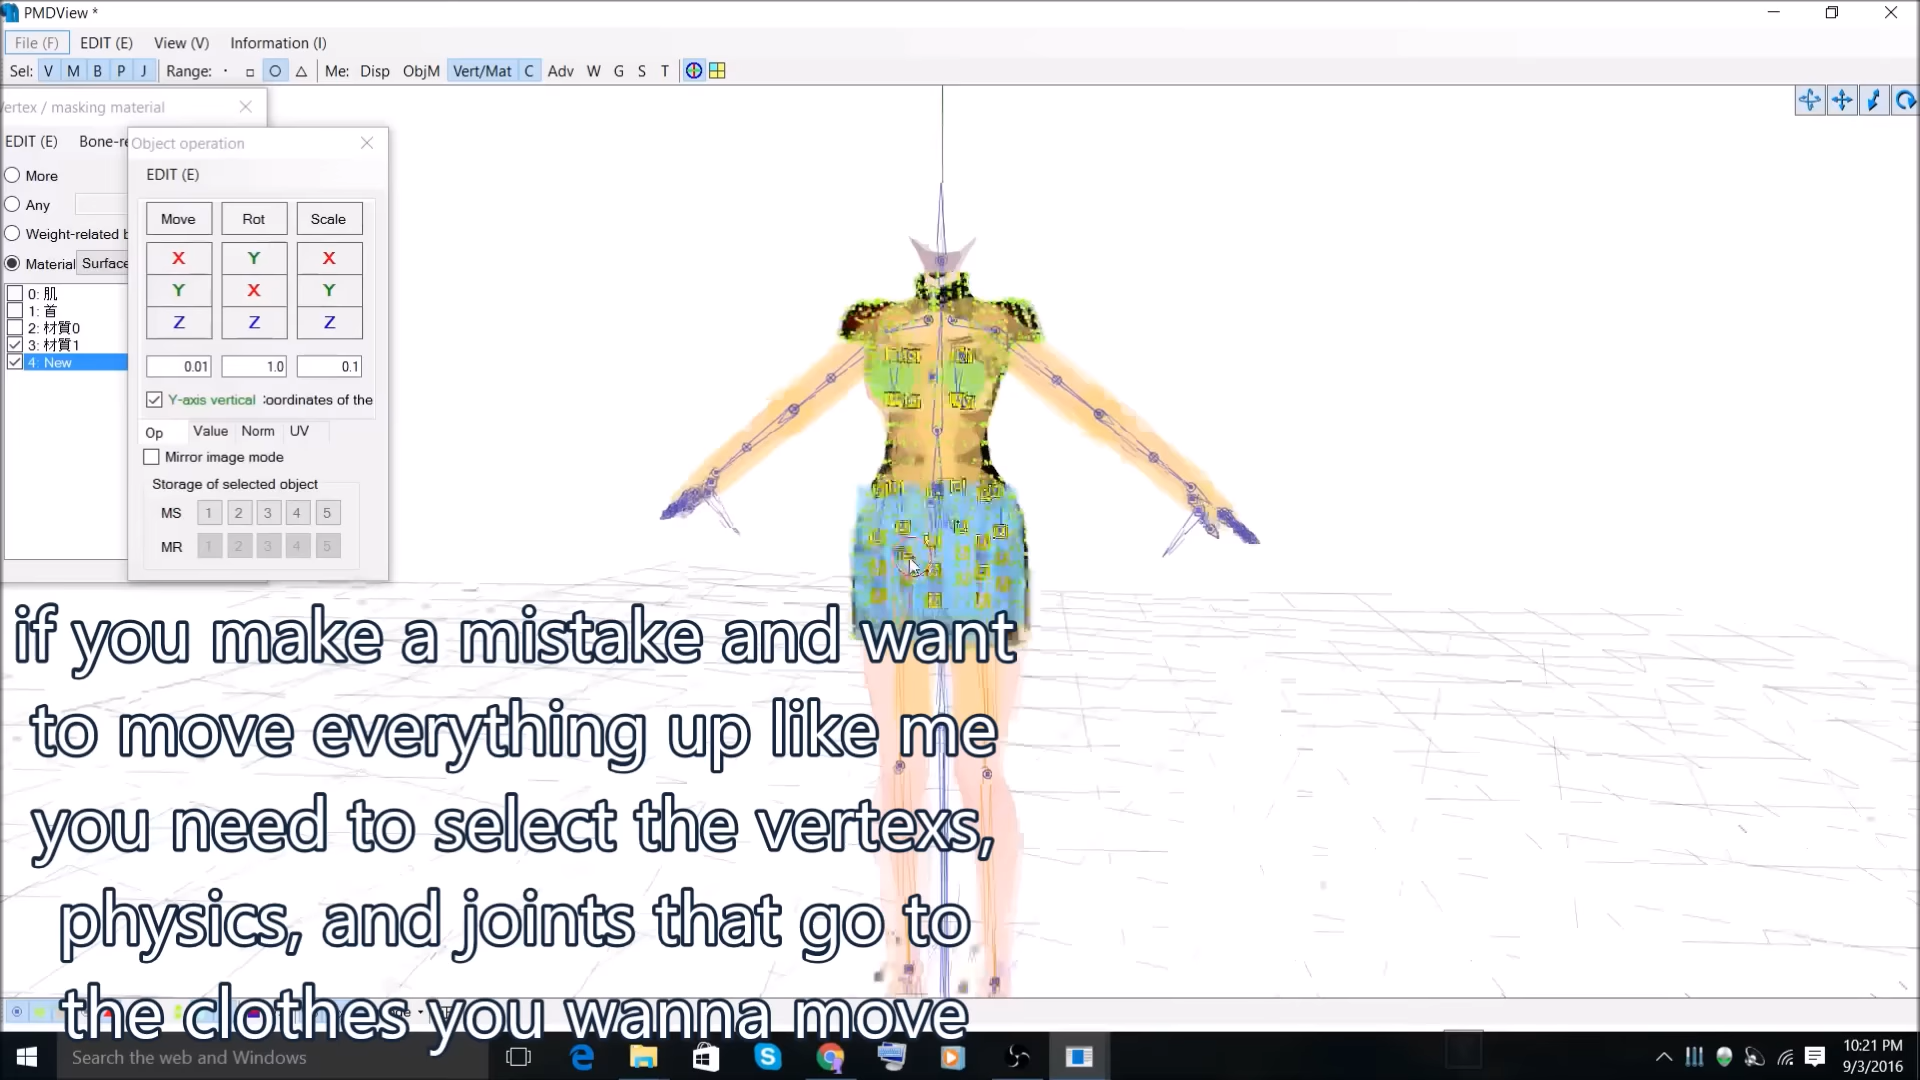 PMDView *
File (F) EDIT (E) View (V) Information (I)
Sel: V M B P J Range: Me: Disp ObjM Vert/Mat C Adv W G S T
ertex / masking material
EDIT (E) Bone-re
More
Any
Weight-related b
Material Surface
0: 肌
1: 首
2: 材質0
3: 材質1
4: New
Object operation
EDIT (E)
Move Rot Scale
X Y X
Y X Y
Z Z Z
0.01 1.0 0.1
Y-axis vertical :oordinates of the
Op Value Norm UV
Mirror image mode
Storage of selected object
MS 1 2 3 4 5
MR 1 2 3 4 5
if you make a mistake and want
to move everything up like me
you need to select the vertexs,
physics, and joints that go to
the clothes you wanna move
Search the web and Windows
10:21 PM
9/3/2016